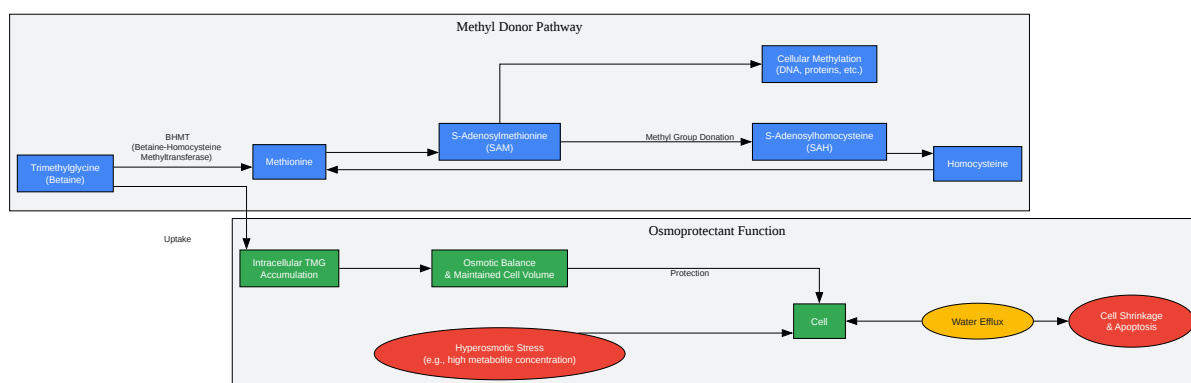 Methyl Donor Pathway
Cellular Methylation
(DNA, proteins, etc.)
BHMT
(Betaine-Homocysteine
Methyltransferase)
S-Adenosylmethionine
(SAM)
Methyl Group Donation
S-Adenosylhomocysteine
(SAH)
Trimethylglycine
(Betaine)
Methionine
Homocysteine
Uptake
Osmoprotectant Function
Intracellular TMG
Accumulation
Osmotic Balance
& Maintained Cell Volume
Protection
Cell
Water Efflux
Cell Shrinkage
& Apoptosis
Hyperosmotic Stress
(e.g., high metabolite concentration)